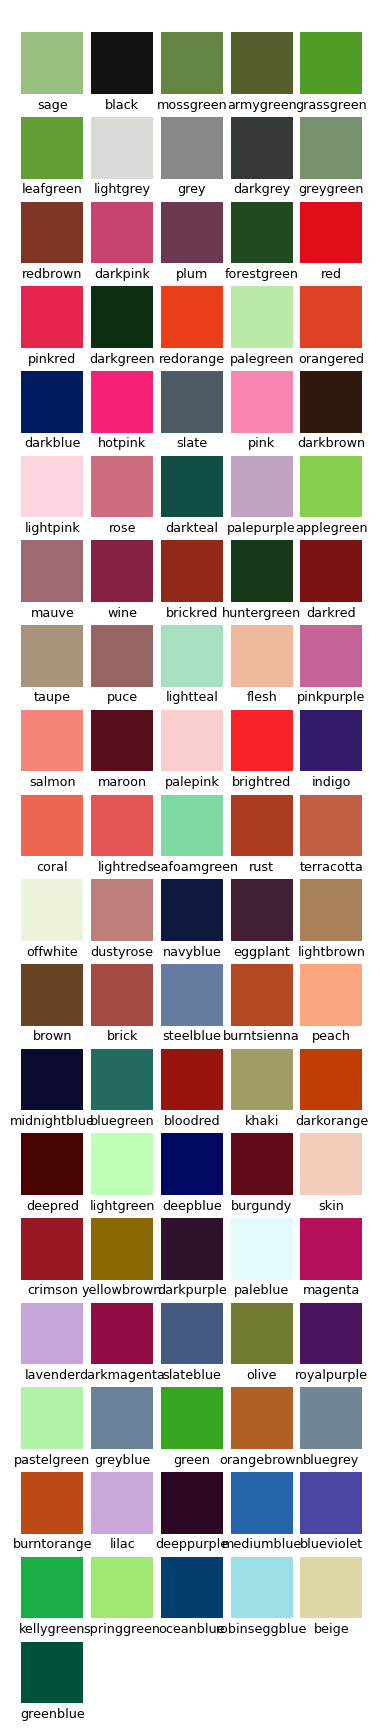 sage black mossgreen armygreen grassgreen
leafgreen lightgrey grey darkgrey greygreen
redbrown darkpink plum forestgreen red
pinkred darkgreen redorange palegreen orangered
darkblue hotpink slate pink darkbrown
lightpink rose darkteal palepurple applegreen
mauve wine brickred huntergreen darkred
taupe puce lightteal flesh pinkpurple
salmon maroon palepink brightred indigo
coral lightred seafoamgreen rust terracotta
offwhite dustyrose navyblue eggplant lightbrown
brown brick steelblue burntsienna peach
midnightblue bluegreen bloodred khaki darkorange
deepred lightgreen deepblue burgundy skin
crimson yellowbrown darkpurple paleblue magenta
lavender darkmagenta slateblue olive royalpurple
pastelgreen greyblue green orangebrown bluegrey
burntorange lilac deeppurple mediumblue blueviolet
kellygreen springgreen oceanblue robinseggblue beige
greenblue